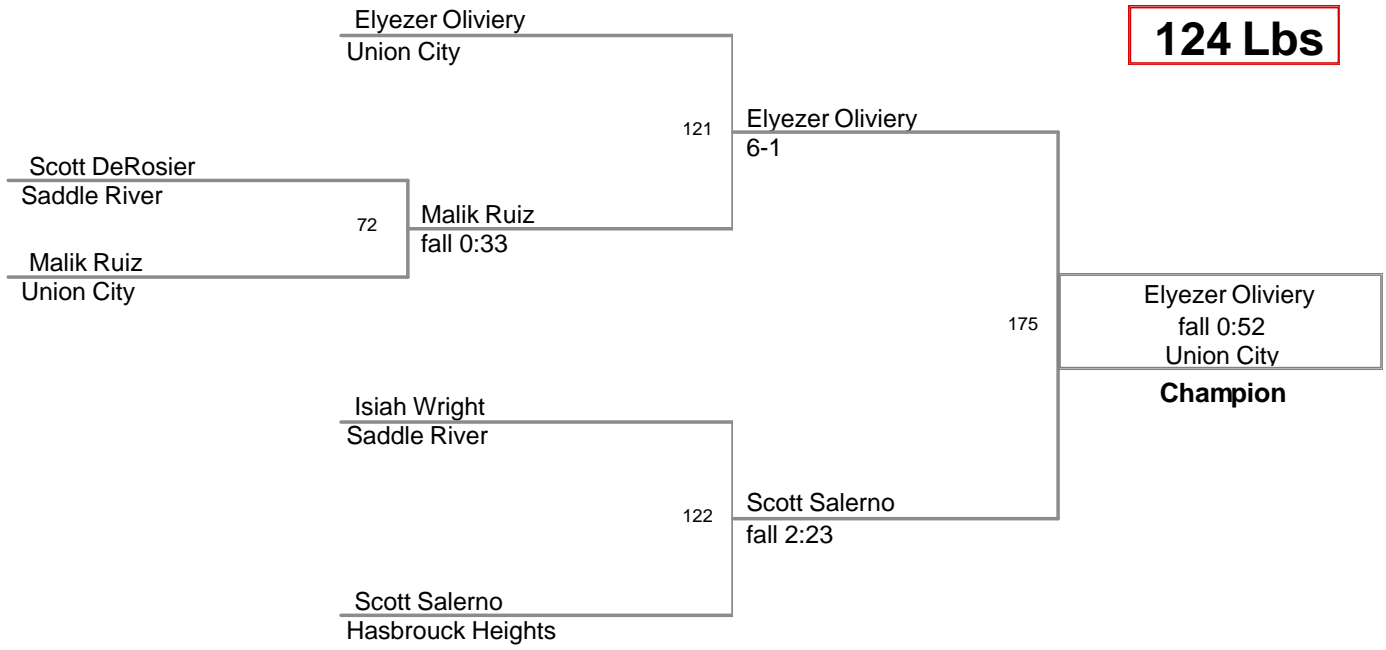 Elyezer Oliviery
Union City
124 Lbs
121
Elyezer Oliviery
6-1
Scott DeRosier
Saddle River
72
Malik Ruiz
fall 0:33
Malik Ruiz
Union City
175
Elyezer Oliviery
fall 0:52
Union City
Champion
Isiah Wright
Saddle River
122
Scott Salerno
fall 2:23
Scott Salerno
Hasbrouck Heights